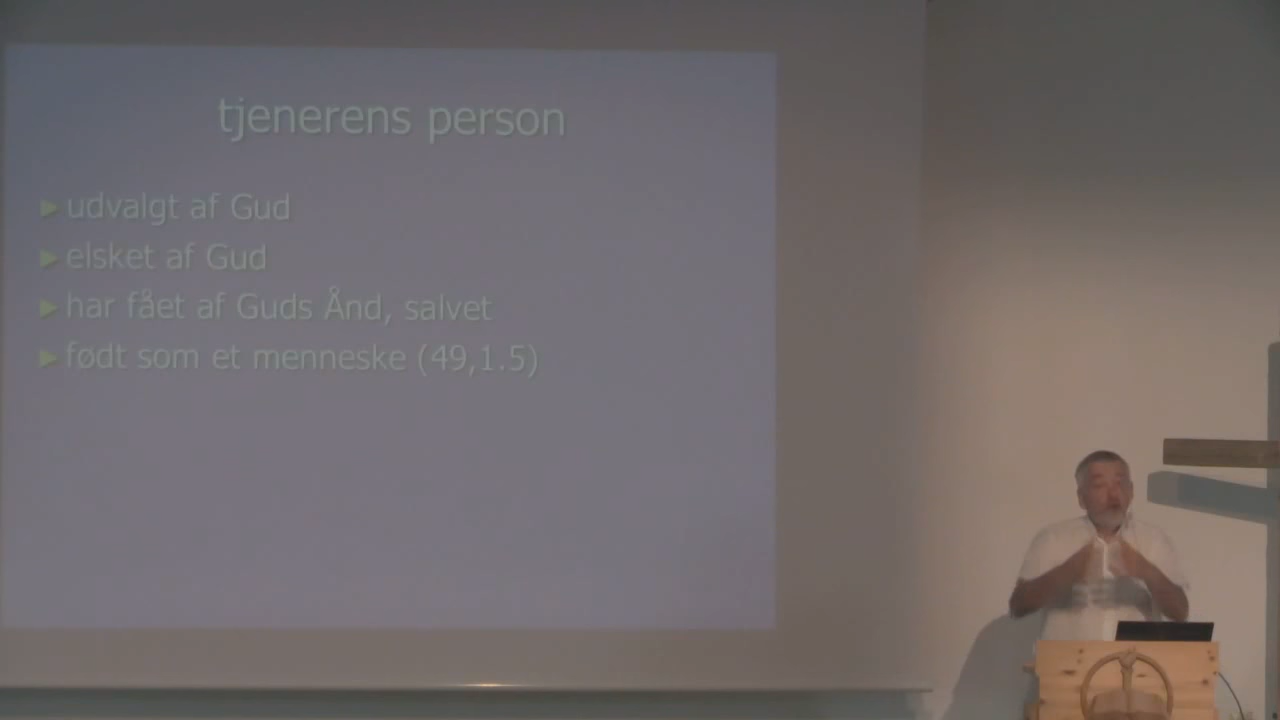 tjenerens person
►udvalgt af Gud
►elsket af Gud
►har fået af Guds Ånd, salvet
►født som et menneske (49,1.5)